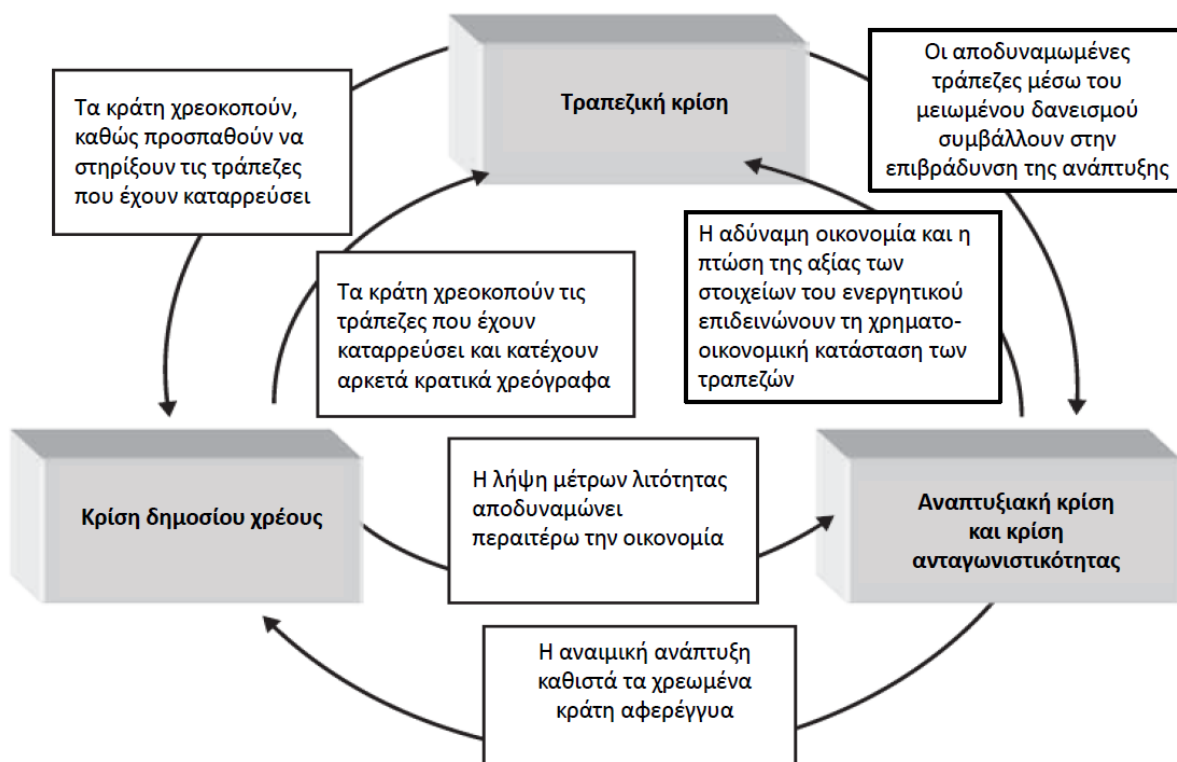 Τραπεζική κρίση
Τα κράτη χρεοκοπούν,
καθώς προσπαθούν να
στηρίξουν τις τράπεζες
που έχουν καταρρεύσει
Οι αποδυναμωμένες
τράπεζες μέσω του
μειωμένου δανεισμού
συμβάλλουν στην
επιβράδυνση της ανάπτυξης
Τα κράτη χρεοκοπούν τις
τράπεζες που έχουν
καταρρεύσει και κατέχουν
αρκετά κρατικά χρεόγραφα
Η αδύναμη οικονομία και η
πτώση της αξίας των
στοιχείων του ενεργητικού
επιδεινώνουν τη χρηματο-
οικονομική κατάσταση των
τραπεζών
Κρίση δημοσίου χρέους
Η λήψη μέτρων λιτότητας
αποδυναμώνει
περαιτέρω την οικονομία
Αναπτυξιακή κρίση
και κρίση
ανταγωνιστικότητας
Η αναιμική ανάπτυξη
καθιστά τα χρεωμένα
κράτη αφερέγγυα